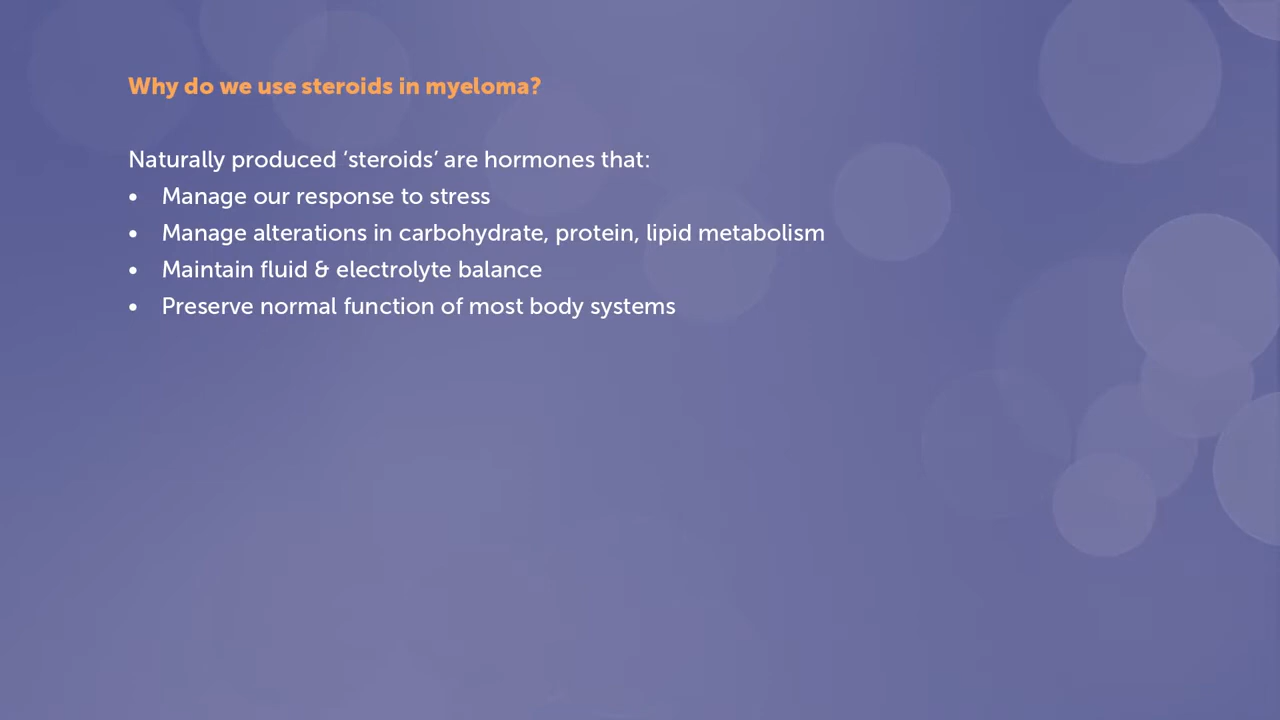 Why do we use steroids in myeloma?
Naturally produced ‘steroids’ are hormones that:
• Manage our response to stress
• Manage alterations in carbohydrate, protein, lipid metabolism
• Maintain fluid & electrolyte balance
• Preserve normal function of most body systems